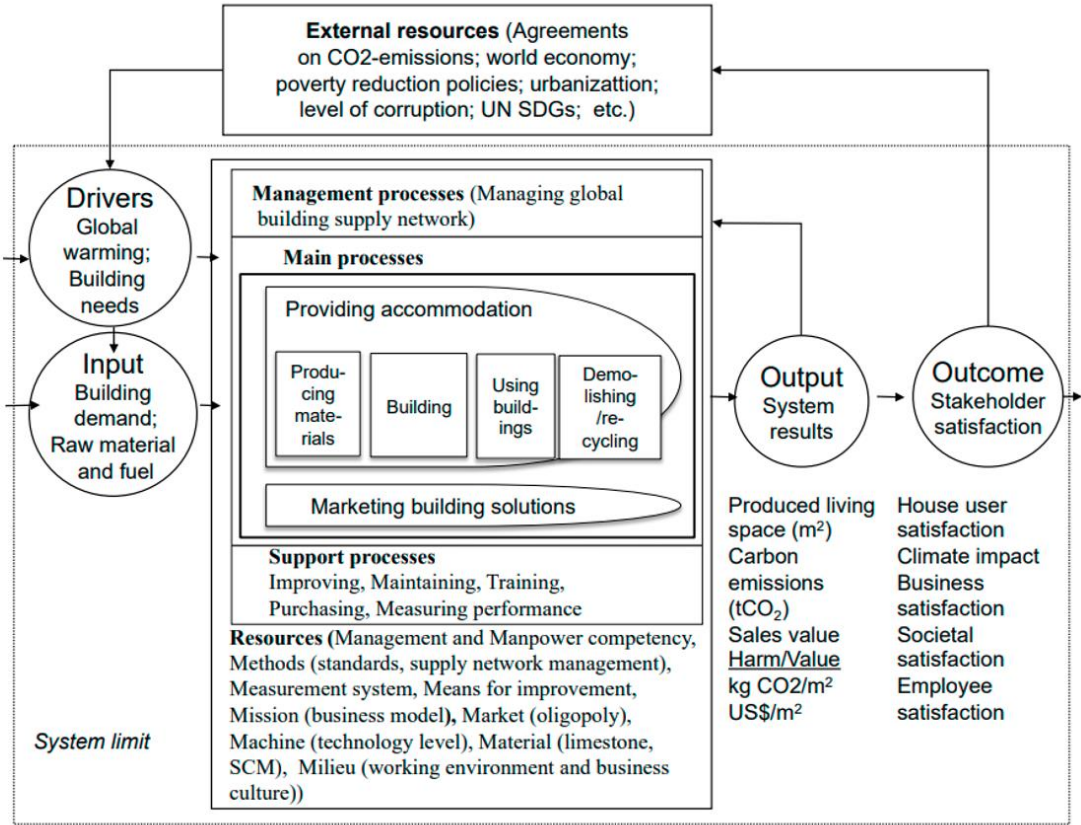 External resources (Agreements
on CO2-emissions; world economy;
poverty reduction policies; urbanizattion;
level of corruption; UN SDGs;  etc.)
Drivers
Global
warming;
Building
needs
Input
Building
demand;
Raw material
and fuel
Management processes (Managing global
building supply network)
Main processes
Providing accommodation
Produ-
cing
mate-
rials
Building
Using
build-
ings
Demo-
lishing
/re-
cycling
Marketing building solutions
Support processes
Improving, Maintaining, Training,
Purchasing, Measuring performance
Resources (Management and Manpower competency,
Methods (standards, supply network management),
Measurement system, Means for improvement,
Mission (business model), Market (oligopoly),
Machine (technology level), Material (limestone,
SCM),  Milieu (working environment and business
culture))
Output
System
results
Outcome
Stakeholder
satisfaction
Produced living
space (m²)
Carbon
emissions
(tCO₂)
Sales value
Harm/Value
kg CO2/m²
US$/m²
House user
satisfaction
Climate impact
Business
satisfaction
Societal
satisfaction
Employee
satisfaction
System limit